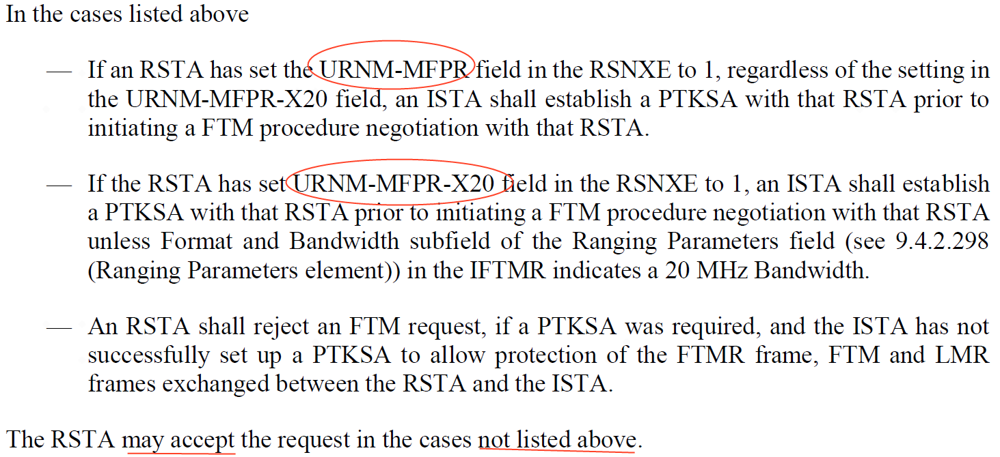 In the cases listed above
— If an RSTA has set the URNM-MFPR field in the RSNXE to 1, regardless of the setting in
the URNM-MFPR-X20 field, an ISTA shall establish a PTKSA with that RSTA prior to
initiating a FTM procedure negotiation with that RSTA.
— If the RSTA has set URNM-MFPR-X20 field in the RSNXE to 1, an ISTA shall establish
a PTKSA with that RSTA prior to initiating a FTM procedure negotiation with that RSTA
unless Format and Bandwidth subfield of the Ranging Parameters field (see 9.4.2.298
(Ranging Parameters element)) in the IFTMR indicates a 20 MHz Bandwidth.
— An RSTA shall reject an FTM request, if a PTKSA was required, and the ISTA has not
successfully set up a PTKSA to allow protection of the FTMR frame, FTM and LMR
frames exchanged between the RSTA and the ISTA.
The RSTA may accept the request in the cases not listed above.